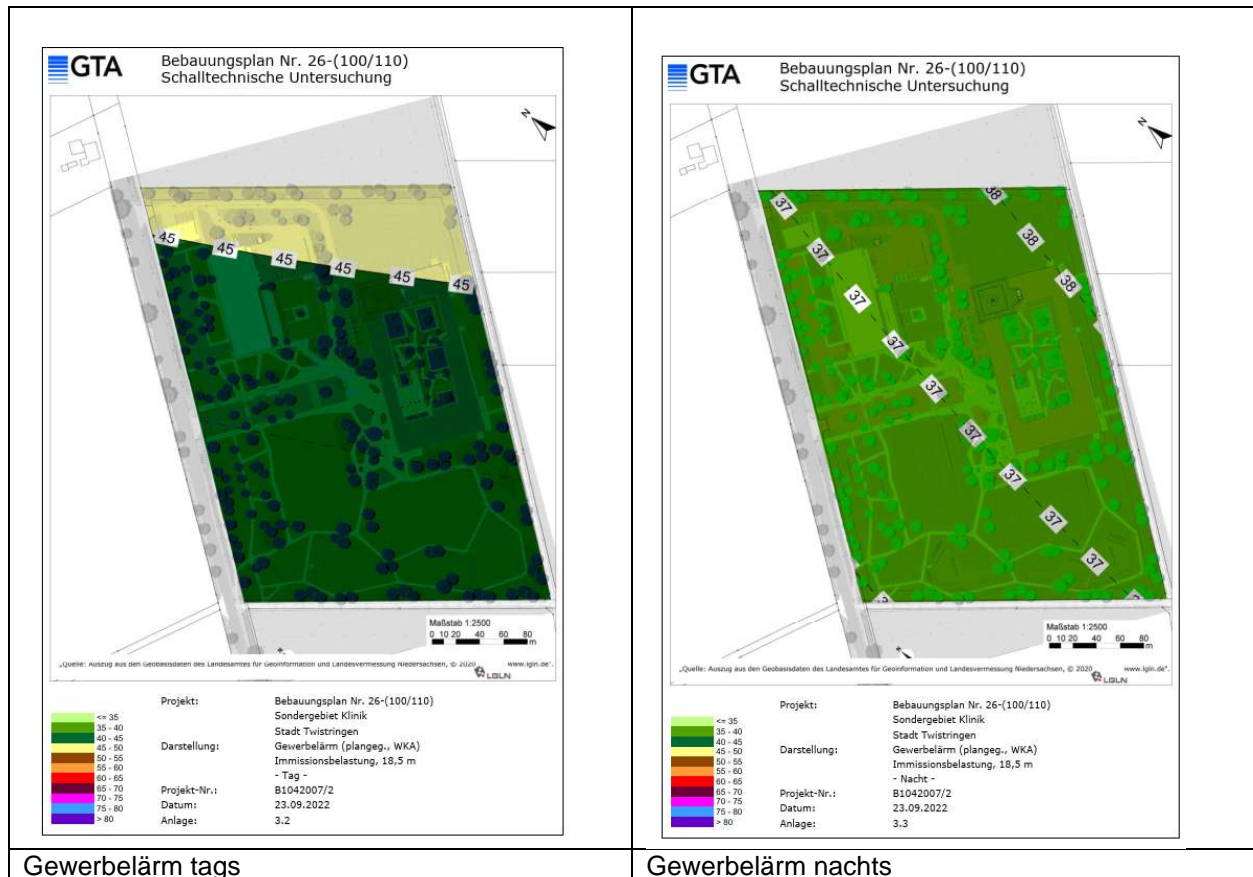 GTA
Bebauungsplan Nr. 26-(100/110)
Schalltechnische Untersuchung
N
45
45
45
45
45
45
Maßstab 1:2500
0 10 20 40 60 80
m
„Quelle: Auszug aus den Geobasisdaten des Landesamtes für Geoinformation und Landesvermessung Niedersachsen, © 2020 www.lgln.de“.
LGLN
Projekt: Bebauungsplan Nr. 26-(100/110)
Sondergebiet Klinik
Stadt Twistringen
Darstellung: Gewerbelärm (plangeg., WKA)
Immissionsbelastung, 18,5 m
- Tag -
Projekt-Nr.: B1042007/2
Datum: 23.09.2022
Anlage: 3.2
<= 35
35 - 40
40 - 45
45 - 50
50 - 55
55 - 60
60 - 65
65 - 70
70 - 75
75 - 80
> 80
Gewerbelärm tags
GTA
Bebauungsplan Nr. 26-(100/110)
Schalltechnische Untersuchung
N
37
38
38
37
38
37
37
37
37
37
37
37
Maßstab 1:2500
0 10 20 40 60 80
m
„Quelle: Auszug aus den Geobasisdaten des Landesamtes für Geoinformation und Landesvermessung Niedersachsen, © 2020 www.lgln.de“.
LGLN
Projekt: Bebauungsplan Nr. 26-(100/110)
Sondergebiet Klinik
Stadt Twistringen
Darstellung: Gewerbelärm (plangeg., WKA)
Immissionsbelastung, 18,5 m
- Nacht -
Projekt-Nr.: B1042007/2
Datum: 23.09.2022
Anlage: 3.3
<= 35
35 - 40
40 - 45
45 - 50
50 - 55
55 - 60
60 - 65
65 - 70
70 - 75
75 - 80
> 80
Gewerbelärm nachts